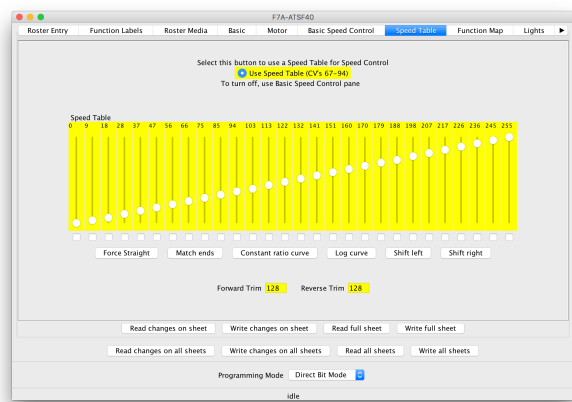 F7A-ATSF40
Roster Entry Function Labels Roster Media Basic Motor Basic Speed Control Speed Table Function Map Lights
Select this button to use a Speed Table for Speed Control
Use Speed Table (CV's 67-94)
To turn off, use Basic Speed Control pane
Speed Table
0 9 18 28 37 47 56 66 75 85 94 103 113 122 132 141 151 160 170 179 188 198 207 217 226 236 245 255
Force Straight Match ends Constant ratio curve Log curve Shift left Shift right
Forward Trim 128 Reverse Trim 128
Read changes on sheet Write changes on sheet Read full sheet Write full sheet
Read changes on all sheets Write changes on all sheets Read all sheets Write all sheets
Programming Mode Direct Bit Mode
idle